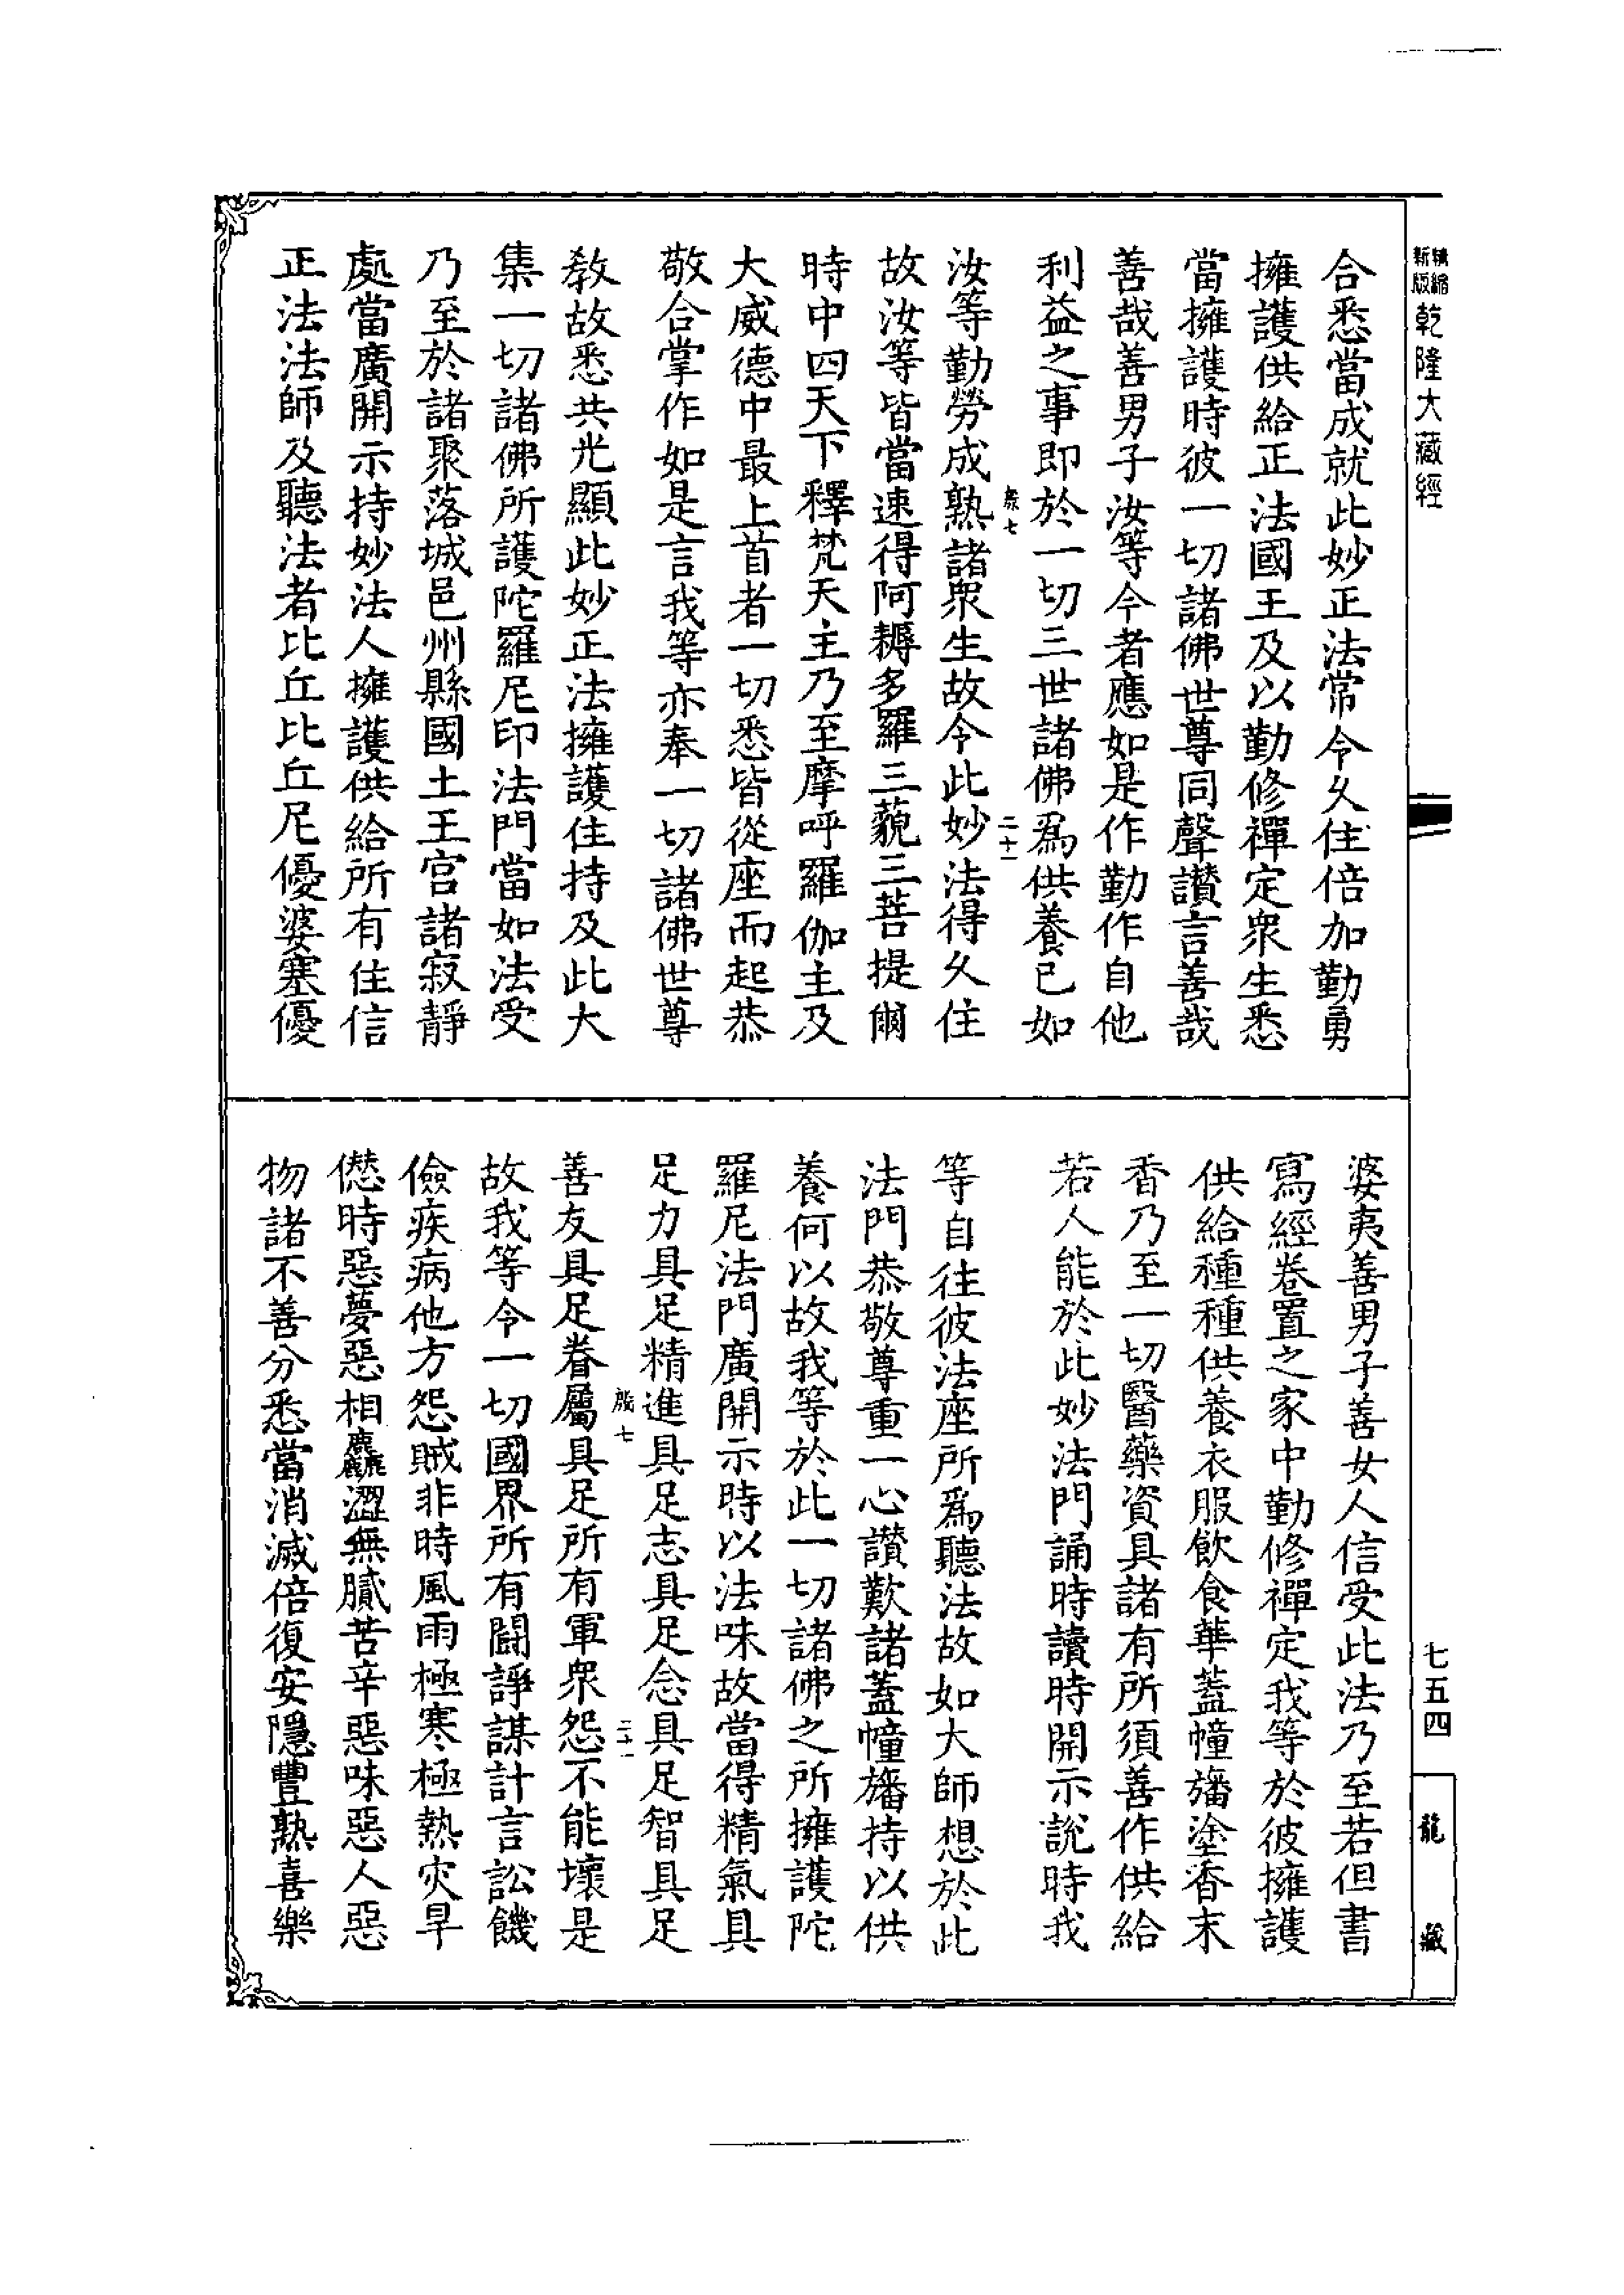 乾隆大藏經
合悉當成就此妙正法常令久住倍加勤勇
擁護供給正法國王及以勤修禪定衆生悉
當擁護時彼一切諸佛世尊同聲讃言善哉
善哉善男子汝等今者應如是作勤作自他
利益之事即於一切三世諸佛爲供養已如
汝等勤勞成熟諸衆生故令此妙法得久住
故汝等皆當速得阿耨多羅三藐三菩提爾
時中四天下釋梵天主乃至摩呼羅伽主及
大威德中最上首者一切悉皆從座而起恭
敬合掌作如是言我等亦奉一切諸佛世尊
敎故悉共光顯此妙正法擁護住持及此大
集一切諸佛所護陀羅尼印法門當如法受
乃至於諸聚落城邑州縣國土王宮諸寂靜
處當廣開示持妙法人擁護供給所有住信
正法法師及聽法者比丘比丘尼優婆塞優
婆夷善男子善女人信受此法乃至若但書
寫經卷置之家中勤修禪定我等於彼擁護
供給種種供養衣服飲食華蓋幢旛塗香末
香乃至一切醫藥資具諸有所須善作供給
若人能於此妙法門誦時讀時開示說時我
等自往彼法座所爲聽法故如大師想於此
法門恭敬尊重一心讃歎諸蓋幢旛持以供
養何以故我等於此一切諸佛之所擁護陀
羅尼法門廣開示時以法味故當得精氣具
足力具足精進具足志具足念具足智具足
善友具足眷屬具足所有軍衆怨不能壞是
故我等令一切國界所有鬪諍謀計言訟饑
儉疾病他方怨賊非時風雨極寒極熱灾旱
僁時惡夢惡相麤澀無膩苦辛惡味惡人惡
物諸不善分悉當消滅倍復安隱豐熟喜樂
七五四
龍藏